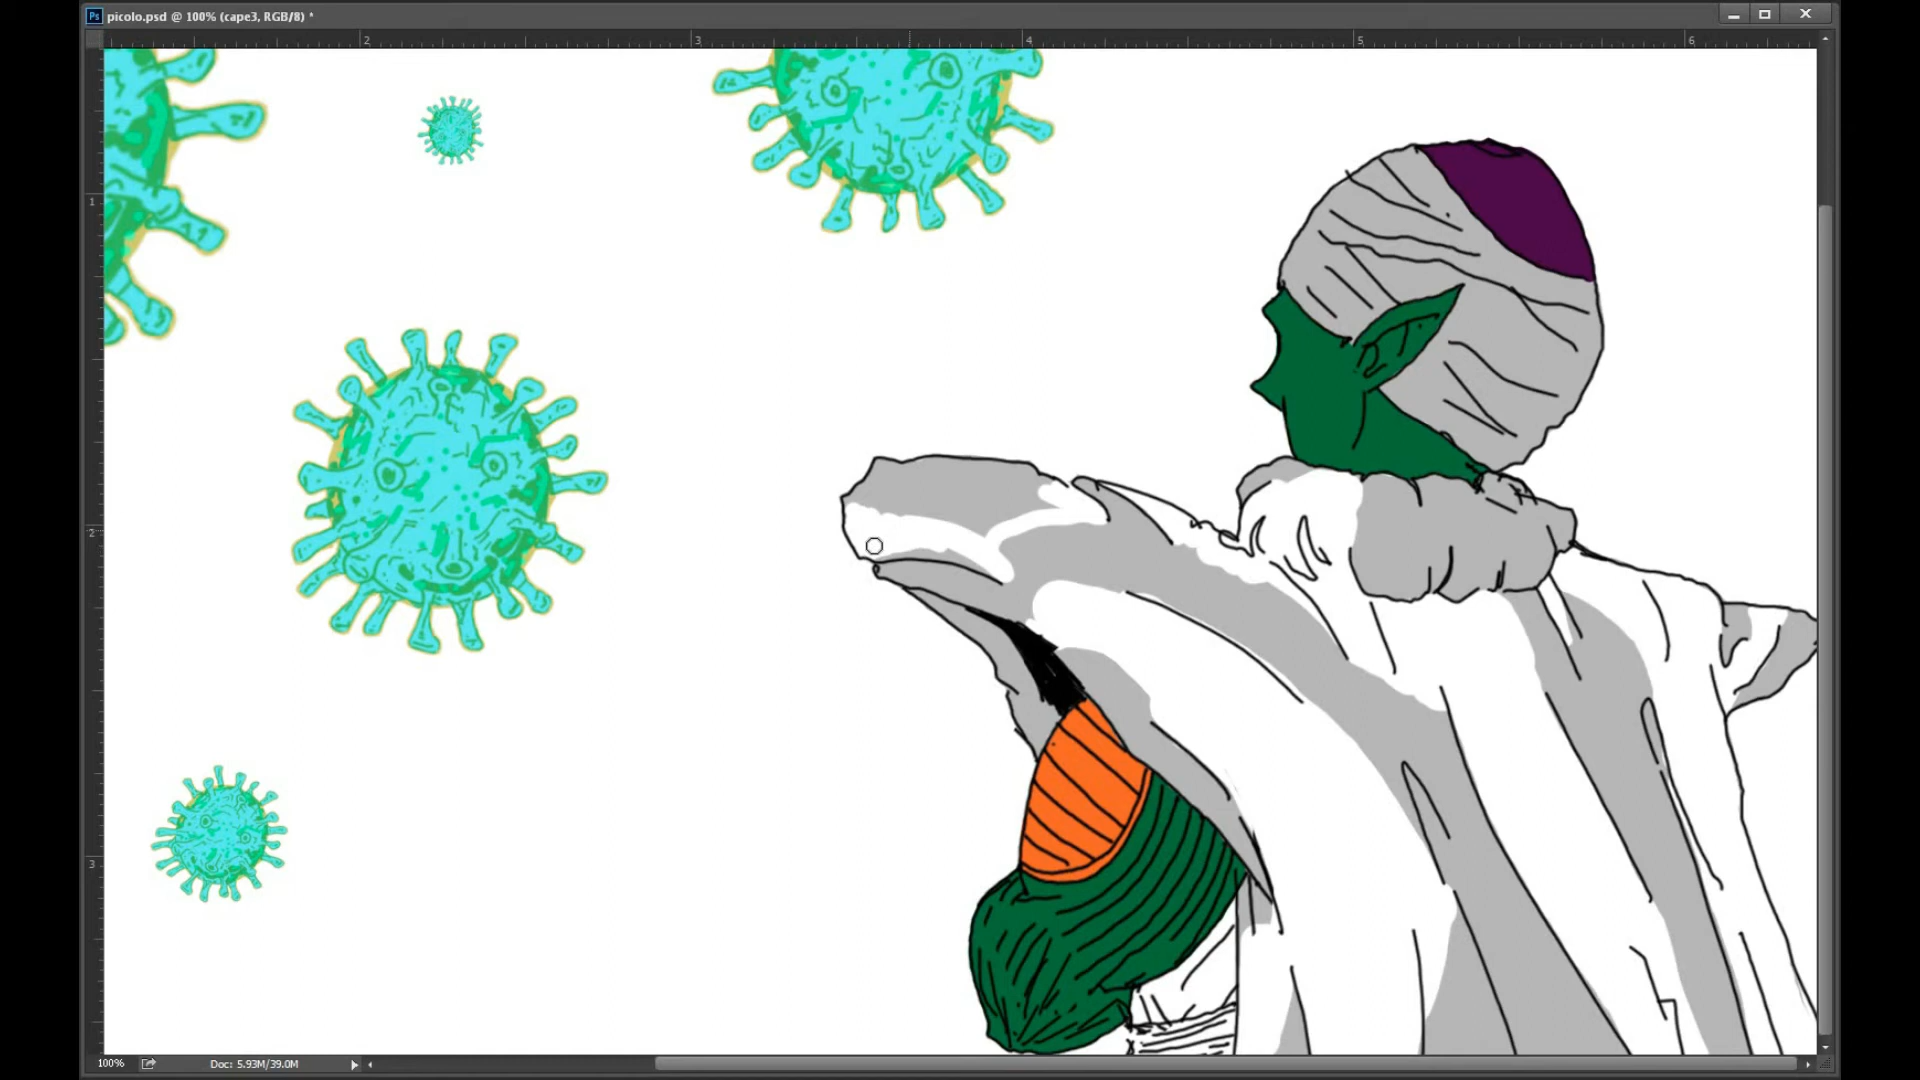 Ps picolo.psd @ 100% (cape3, RGB/8) *
2 3 4 5 6
1
2
3
100% Doc: 5.93M/39.0M